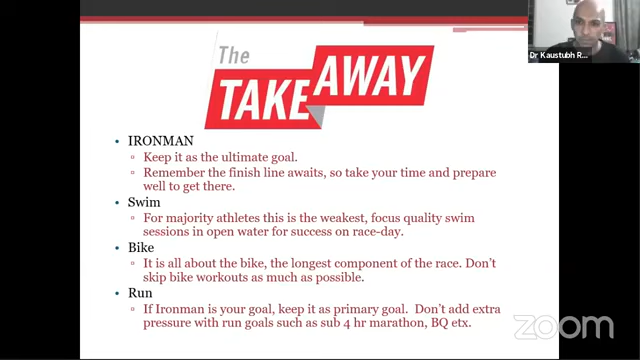 The
TAKE AWAY
Dr Kaustubh R...
• IRONMAN
▫ Keep it as the ultimate goal.
▫ Remember the finish line awaits, so take your time and prepare
well to get there.
• Swim
▫ For majority athletes this is the weakest, focus quality swim
sessions in open water for success on race-day.
• Bike
▫ It is all about the bike, the longest component of the race. Don't
skip bike workouts as much as possible.
• Run
▫ If Ironman is your goal, keep it as primary goal. Don't add extra
pressure with run goals such as sub 4 hr marathon, BQ etx.
zoom